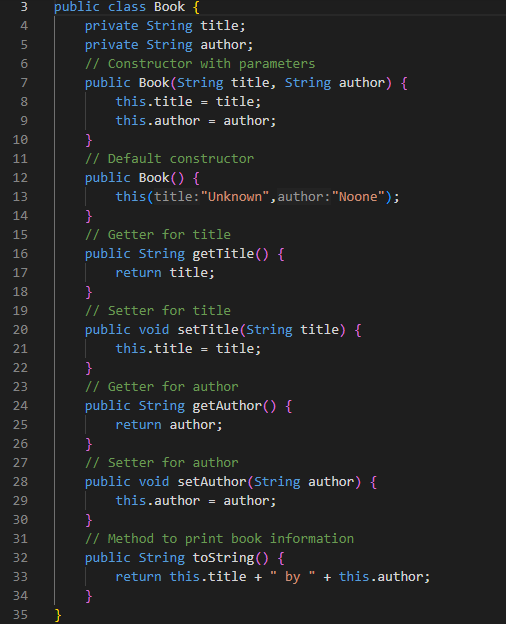 3 public class Book {
4     private String title;
5     private String author;
6     // Constructor with parameters
7     public Book(String title, String author) {
8         this.title = title;
9         this.author = author;
10     }
11     // Default constructor
12     public Book() {
13         this(title:"Unknown",author:"Noone");
14     }
15     // Getter for title
16     public String getTitle() {
17         return title;
18     }
19     // Setter for title
20     public void setTitle(String title) {
21         this.title = title;
22     }
23     // Getter for author
24     public String getAuthor() {
25         return author;
26     }
27     // Setter for author
28     public void setAuthor(String author) {
29         this.author = author;
30     }
31     // Method to print book information
32     public String toString() {
33         return this.title + " by " + this.author;
34     }
35 }